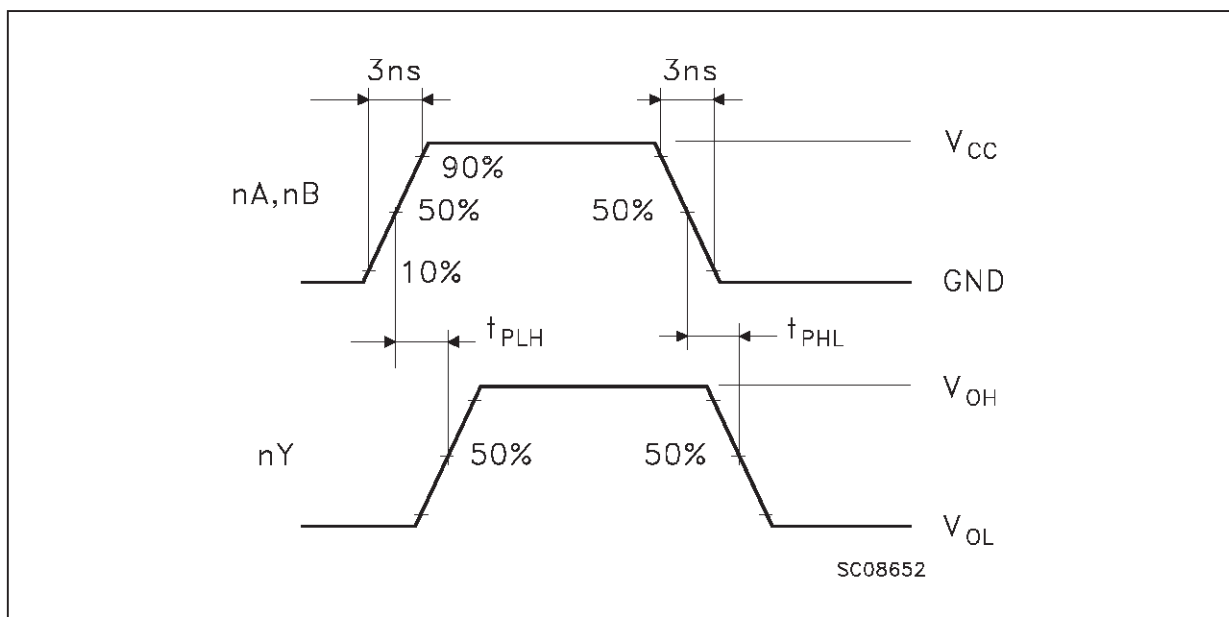 3ns 3ns
V_CC
90%
nA,nB
50% 50%
10%
GND
t_PLH t_PHL
V_OH
nY
50% 50%
V_OL
SC08652